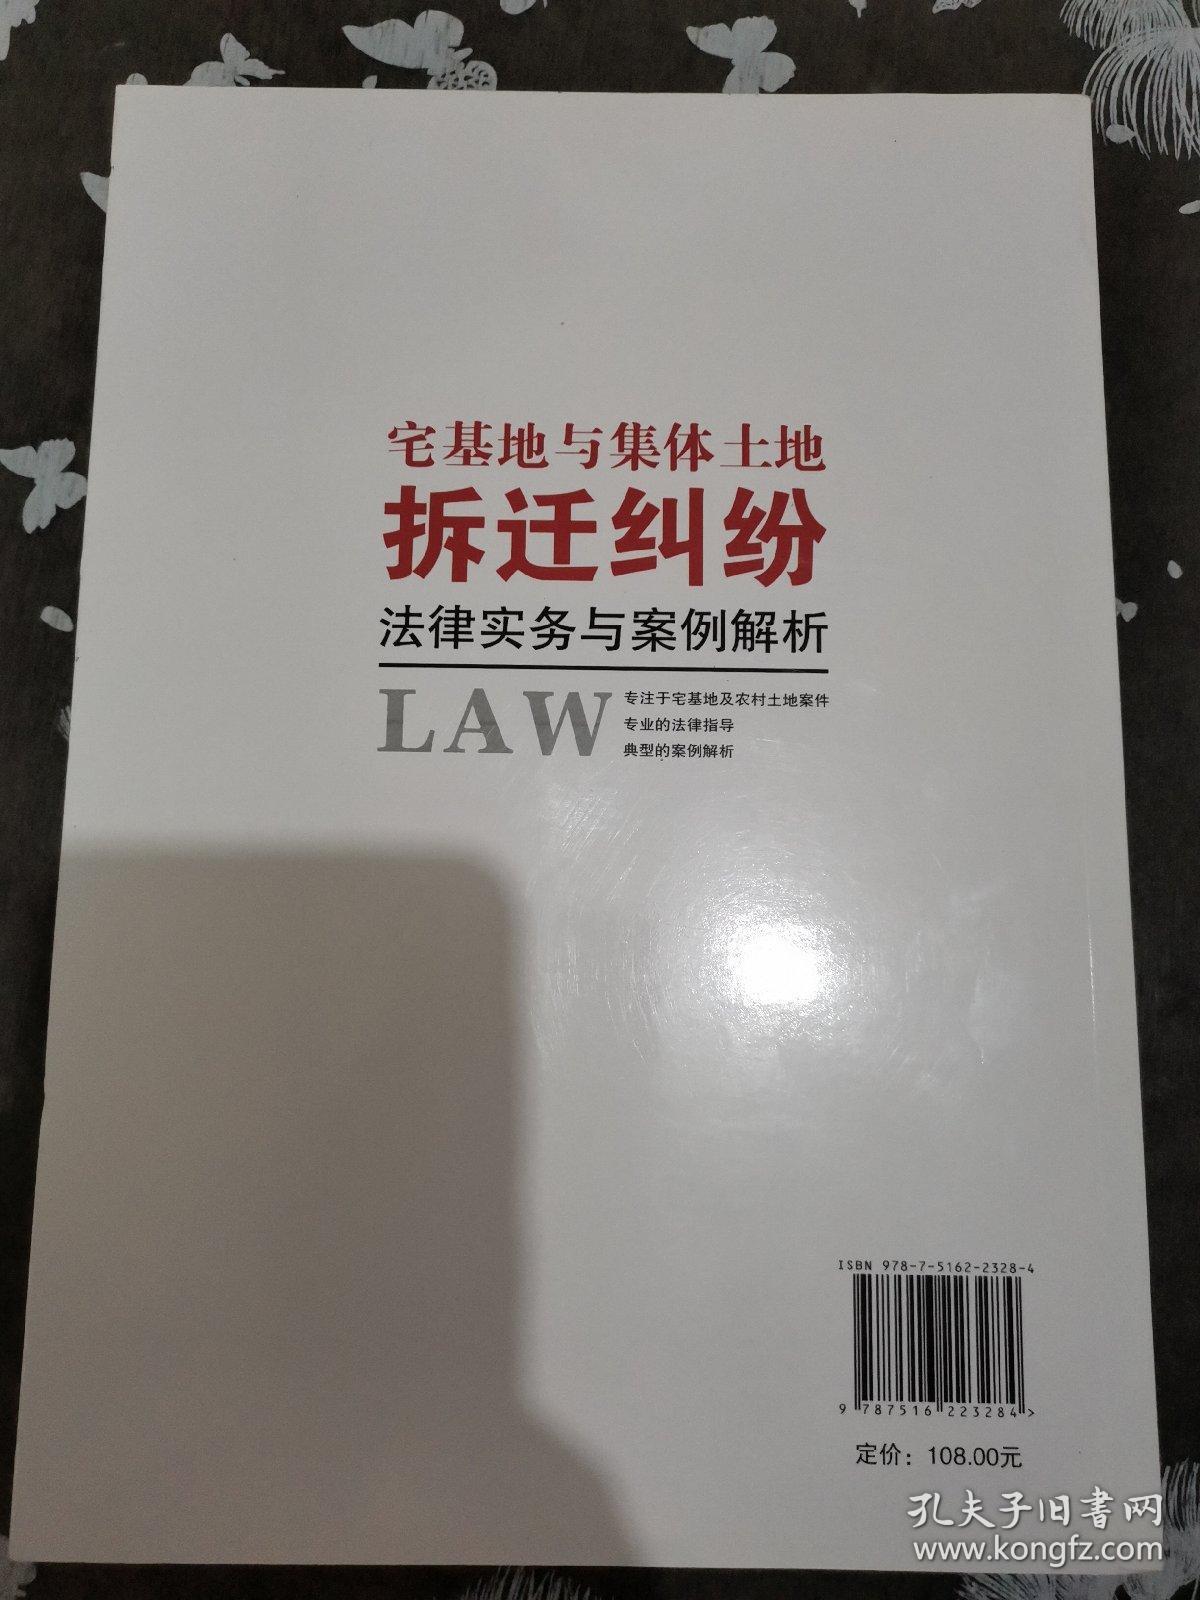 宅基地与集体土地
拆迁纠纷
法律实务与案例解析
LAW
专注于宅基地及农村土地案件
专业的法律指导
典型的案例解析
ISBN 978-7-5162-2328-4
9 787516 223284 >
定价：108.00元
孔夫子旧书网
www.kongfz.com